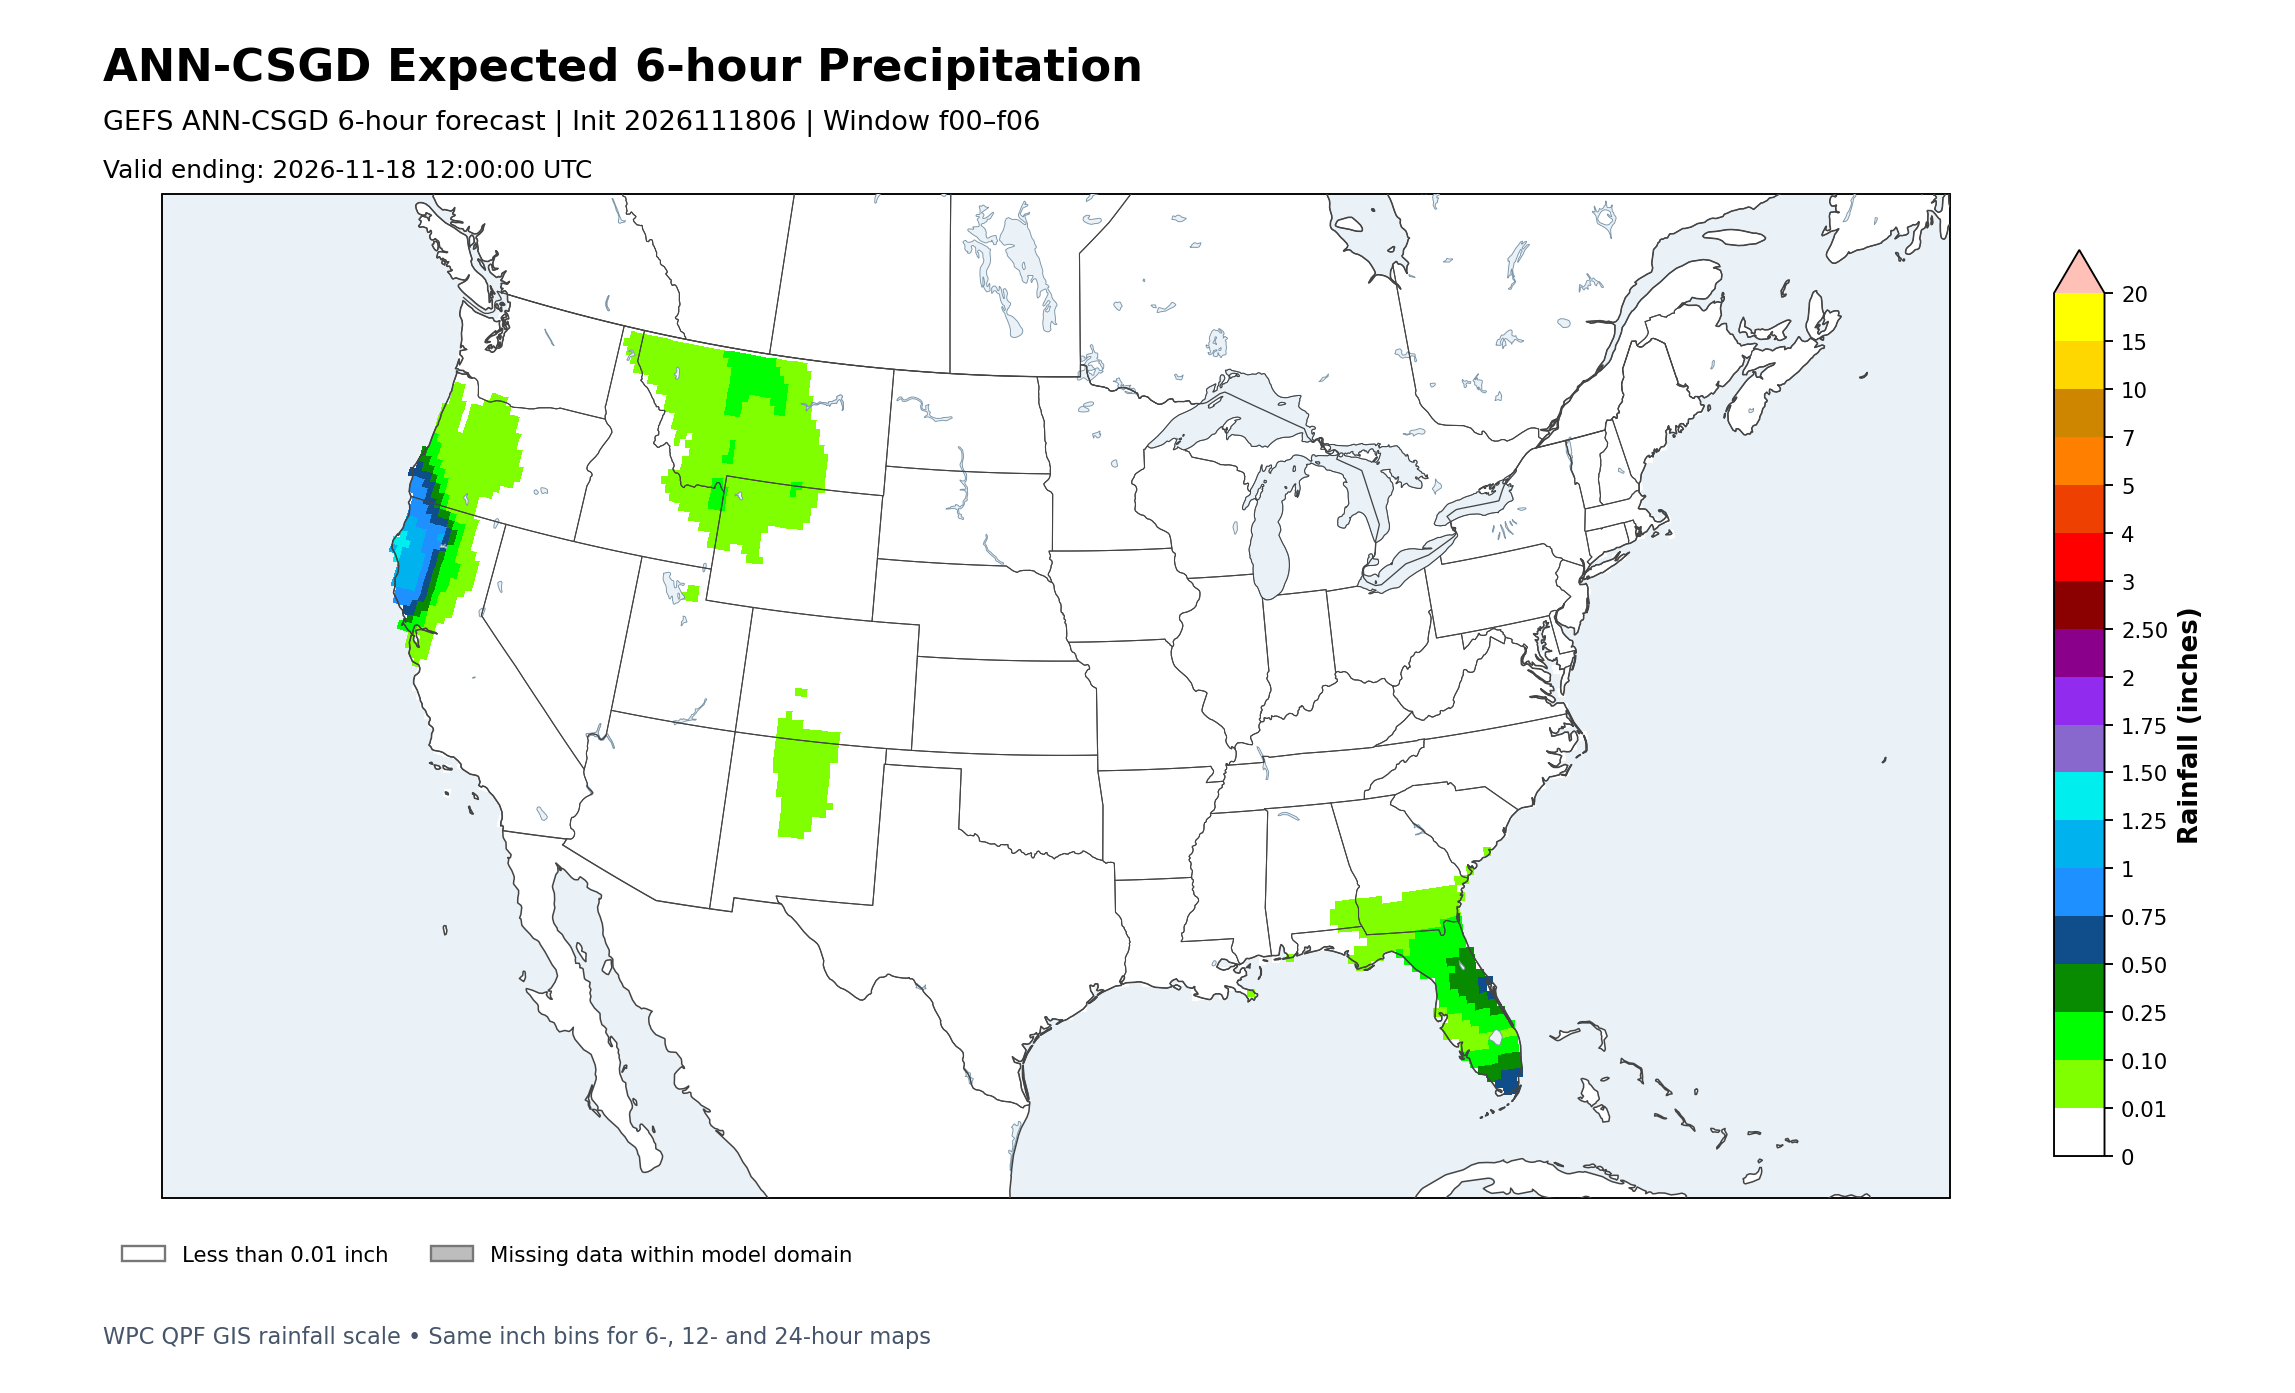 ANN-CSGD Expected 6-hour Precipitation
GEFS ANN-CSGD 6-hour forecast | Init 2026111806 | Window f00–f06
Valid ending: 2026-11-18 12:00:00 UTC
20
15
10
7
5
4
3
2.50
2
1.75
1.50
1.25
1
0.75
0.50
0.25
0.10
0.01
0
Rainfall (inches)
Less than 0.01 inch
Missing data within model domain
WPC QPF GIS rainfall scale • Same inch bins for 6-, 12- and 24-hour maps